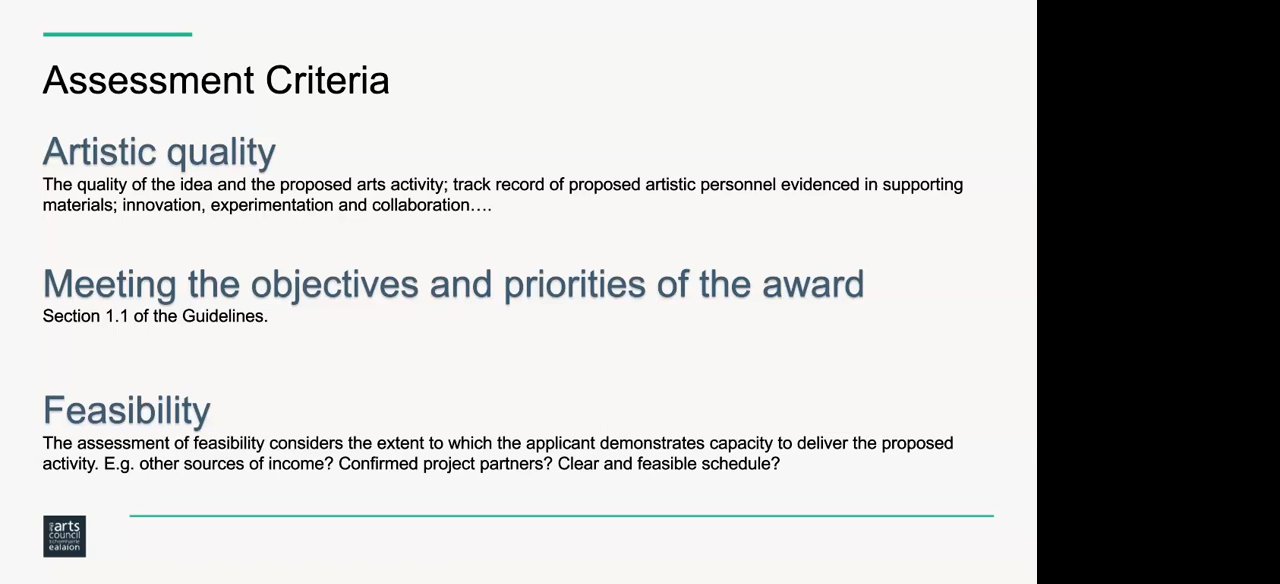 Assessment Criteria
Artistic quality
The quality of the idea and the proposed arts activity; track record of proposed artistic personnel evidenced in supporting
materials; innovation, experimentation and collaboration….
Meeting the objectives and priorities of the award
Section 1.1 of the Guidelines.
Feasibility
The assessment of feasibility considers the extent to which the applicant demonstrates capacity to deliver the proposed
activity. E.g. other sources of income? Confirmed project partners? Clear and feasible schedule?
arts
council
ealaíon